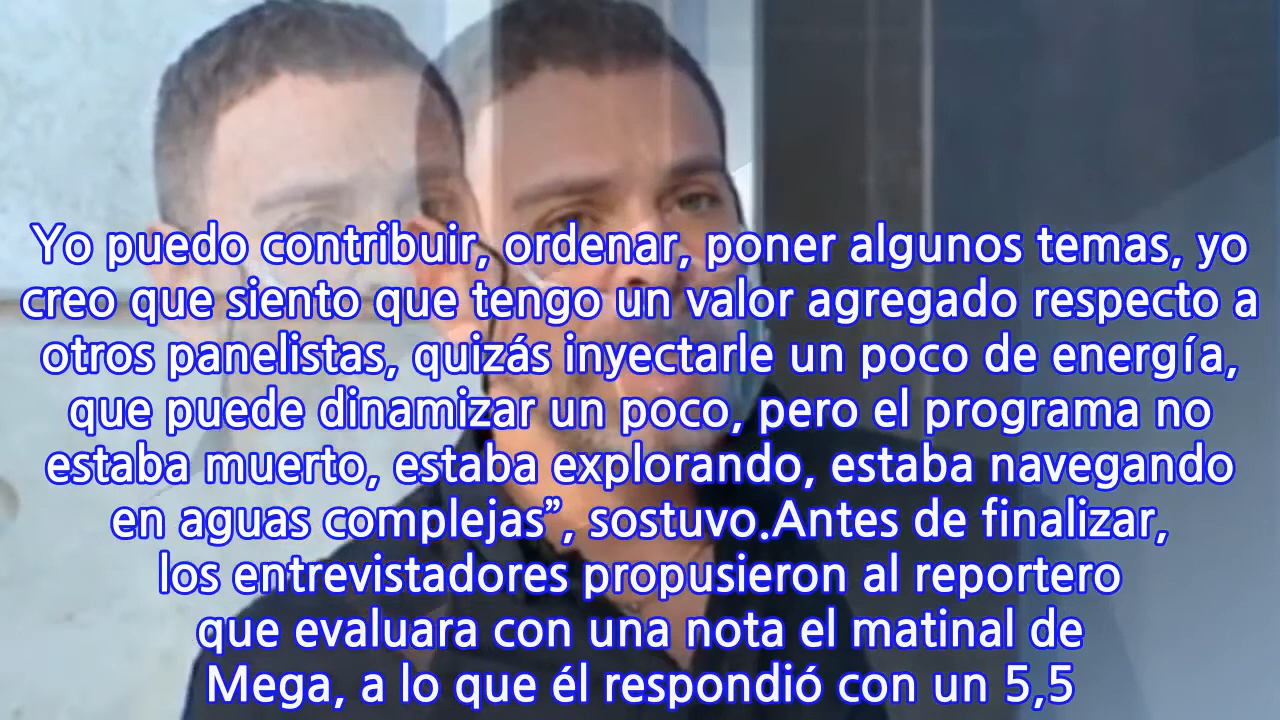 Yo puedo contribuir, ordenar, poner algunos temas, yo
creo que siento que tengo un valor agregado respecto a
otros panelistas, quizás inyectarle un poco de energía,
que puede dinamizar un poco, pero el programa no
estaba muerto, estaba explorando, estaba navegando
en aguas complejas”, sostuvo.Antes de finalizar,
los entrevistadores propusieron al reportero
que evaluara con una nota el matinal de
Mega, a lo que él respondió con un 5,5